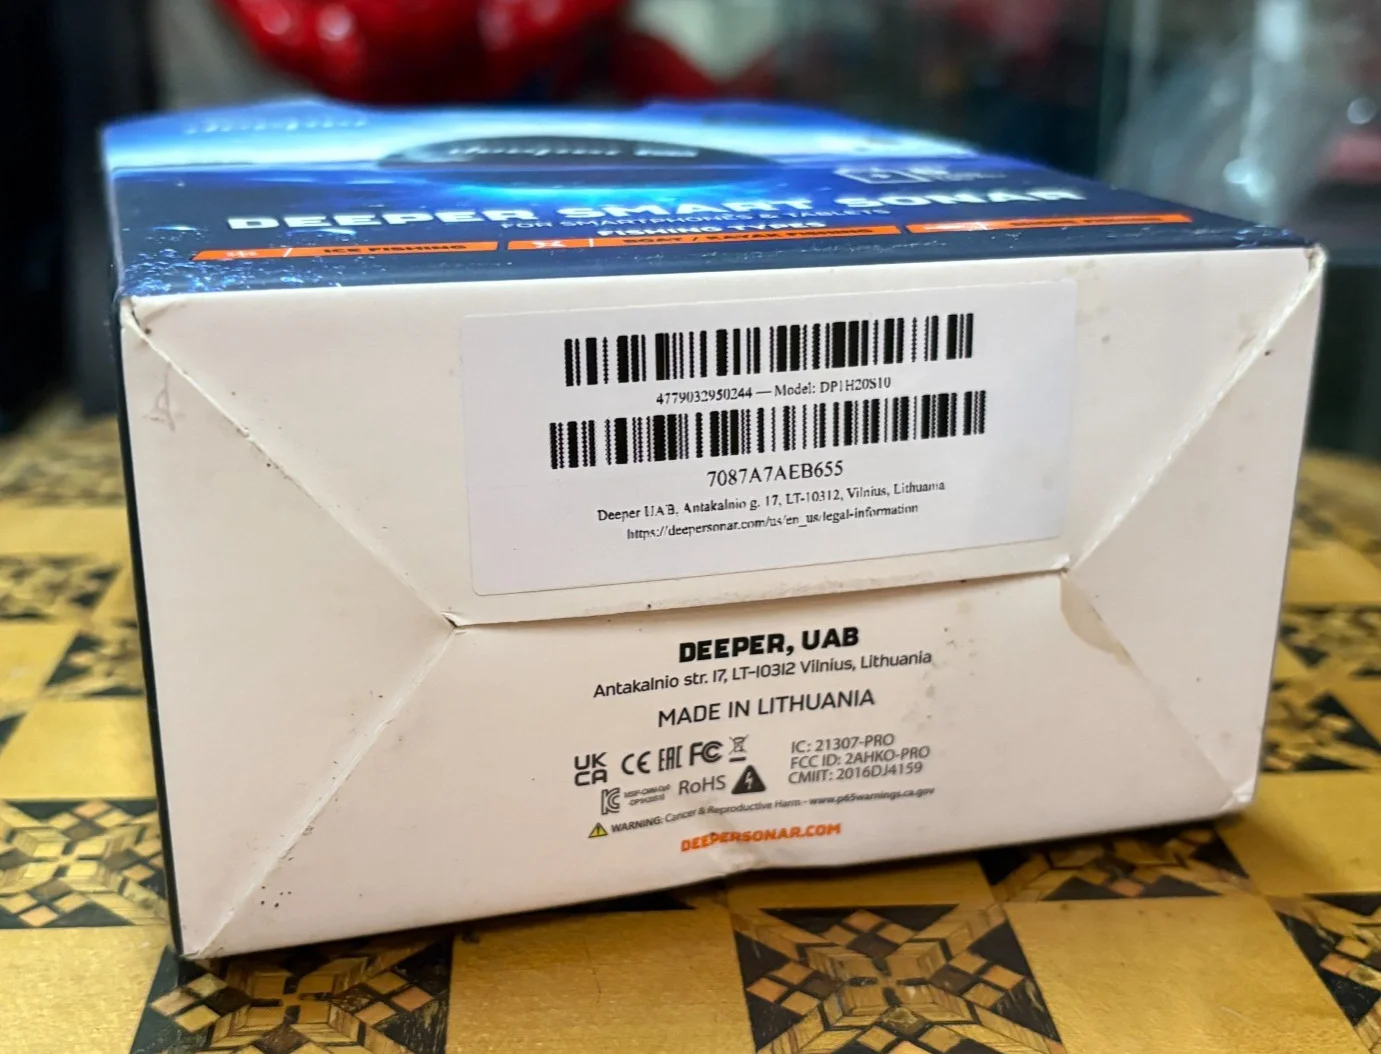 DEEPER SMART SONAR
FOR SMARTPHONES & TABLETS
FISHING TYPES
ICE FISHING
BOAT / KAYAK FISHING
4779032950244 — Model: DP1H20S10
7087A7AEB655
Deeper UAB, Antakalnio g. 17, LT-10312, Vilnius, Lithuania
https://deepersonar.com/us/en_us/legal-information
DEEPER, UAB
Antakalnio str. 17, LT-10312 Vilnius, Lithuania
MADE IN LITHUANIA
UK CA CE EAC FC
IC: 21307-PRO
FCC ID: 2AHKO-PRO
CMIIT: 2016DJ4159
RoHS
WARNING: Cancer & Reproductive Harm - www.p65warnings.ca.gov
DEEPERSONAR.COM